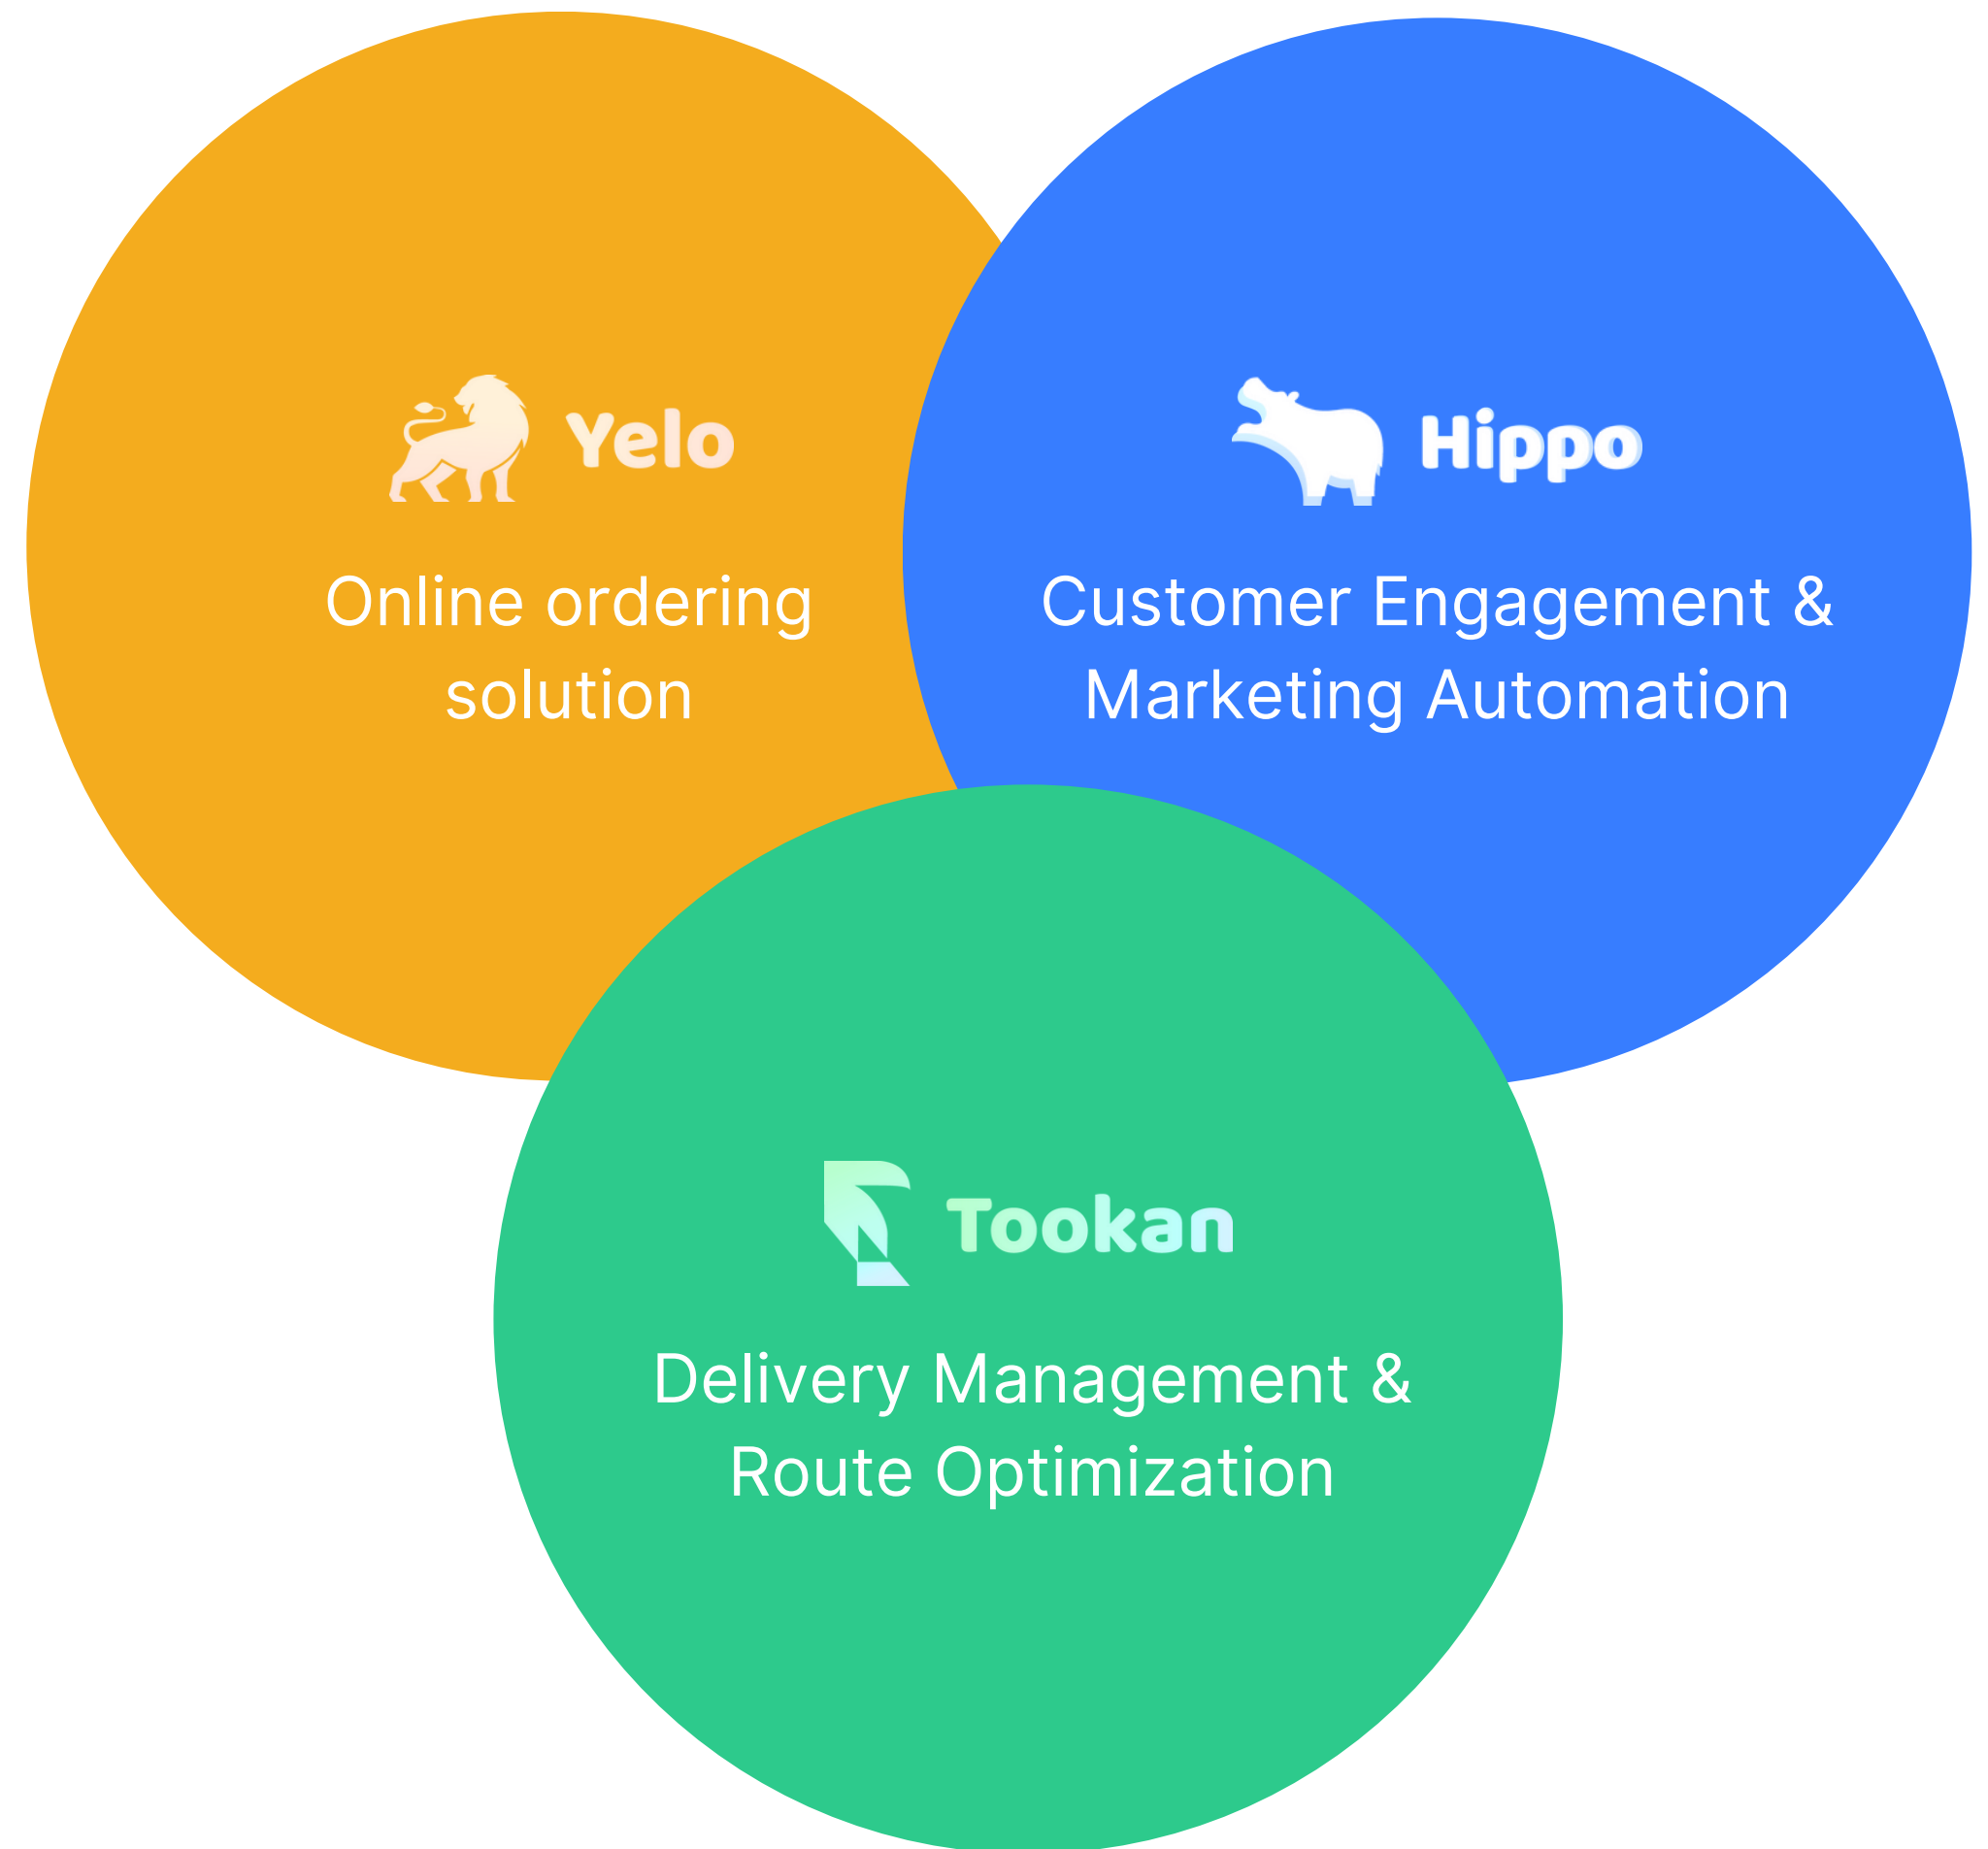 Yelo
Online ordering
solution
Hippo
Customer Engagement &
Marketing Automation
Tookan
Delivery Management &
Route Optimization